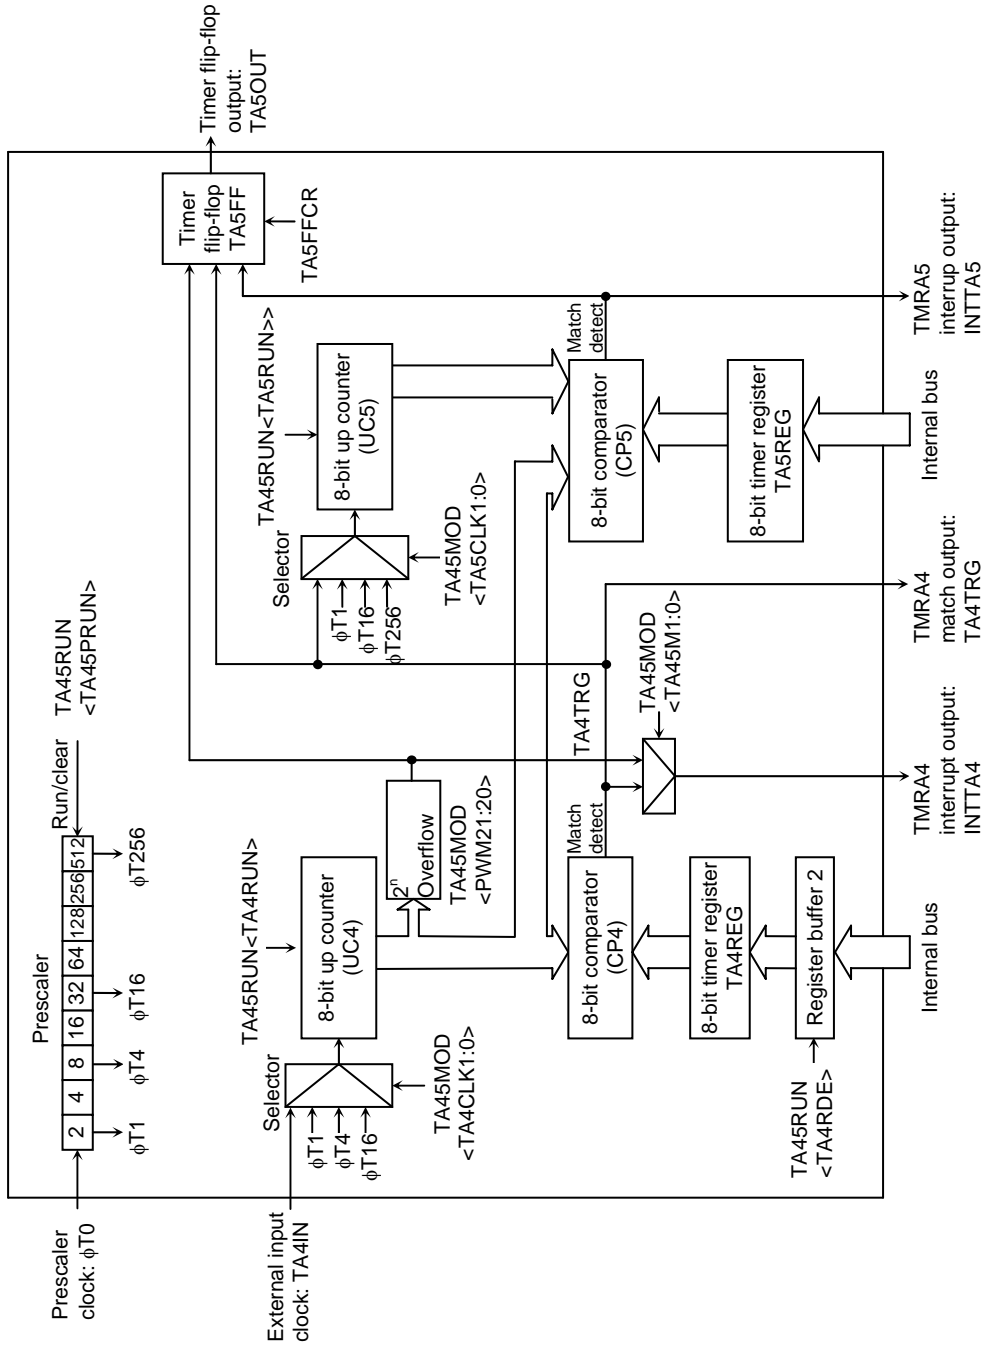 Prescaler
clock: ϕT0
Prescaler
2 4 8 16 32 64 128 256 512
Run/clear
TA45RUN
<TA45PRUN>
ϕT1
ϕT4
ϕT16
ϕT256
External input
clock: TA4IN
Selector
ϕT1
ϕT4
ϕT16
TA45MOD
<TA4CLK1:0>
TA45RUN<TA4RUN>
8-bit up counter
(UC4)
2n
Overflow
TA45MOD
<PWM21:20>
Selector
ϕT1
ϕT16
ϕT256
TA45MOD
<TA5CLK1:0>
TA45RUN<TA5RUN>>
8-bit up counter
(UC5)
Timer
flip-flop
TA5FF
TA5FFCR
Timer flip-flop
output:
TA5OUT
8-bit comparator
(CP4)
Match
detect
TA4TRG
TA45MOD
<TA45M1:0>
8-bit comparator
(CP5)
Match
detect
8-bit timer register
TA4REG
Register buffer 2
TA45RUN
<TA4RDE>
8-bit timer register
TA5REG
Internal bus
TMRA4
interrupt output:
INTTA4
TMRA4
match output:
TA4TRG
Internal bus
TMRA5
interrup output:
INTTA5